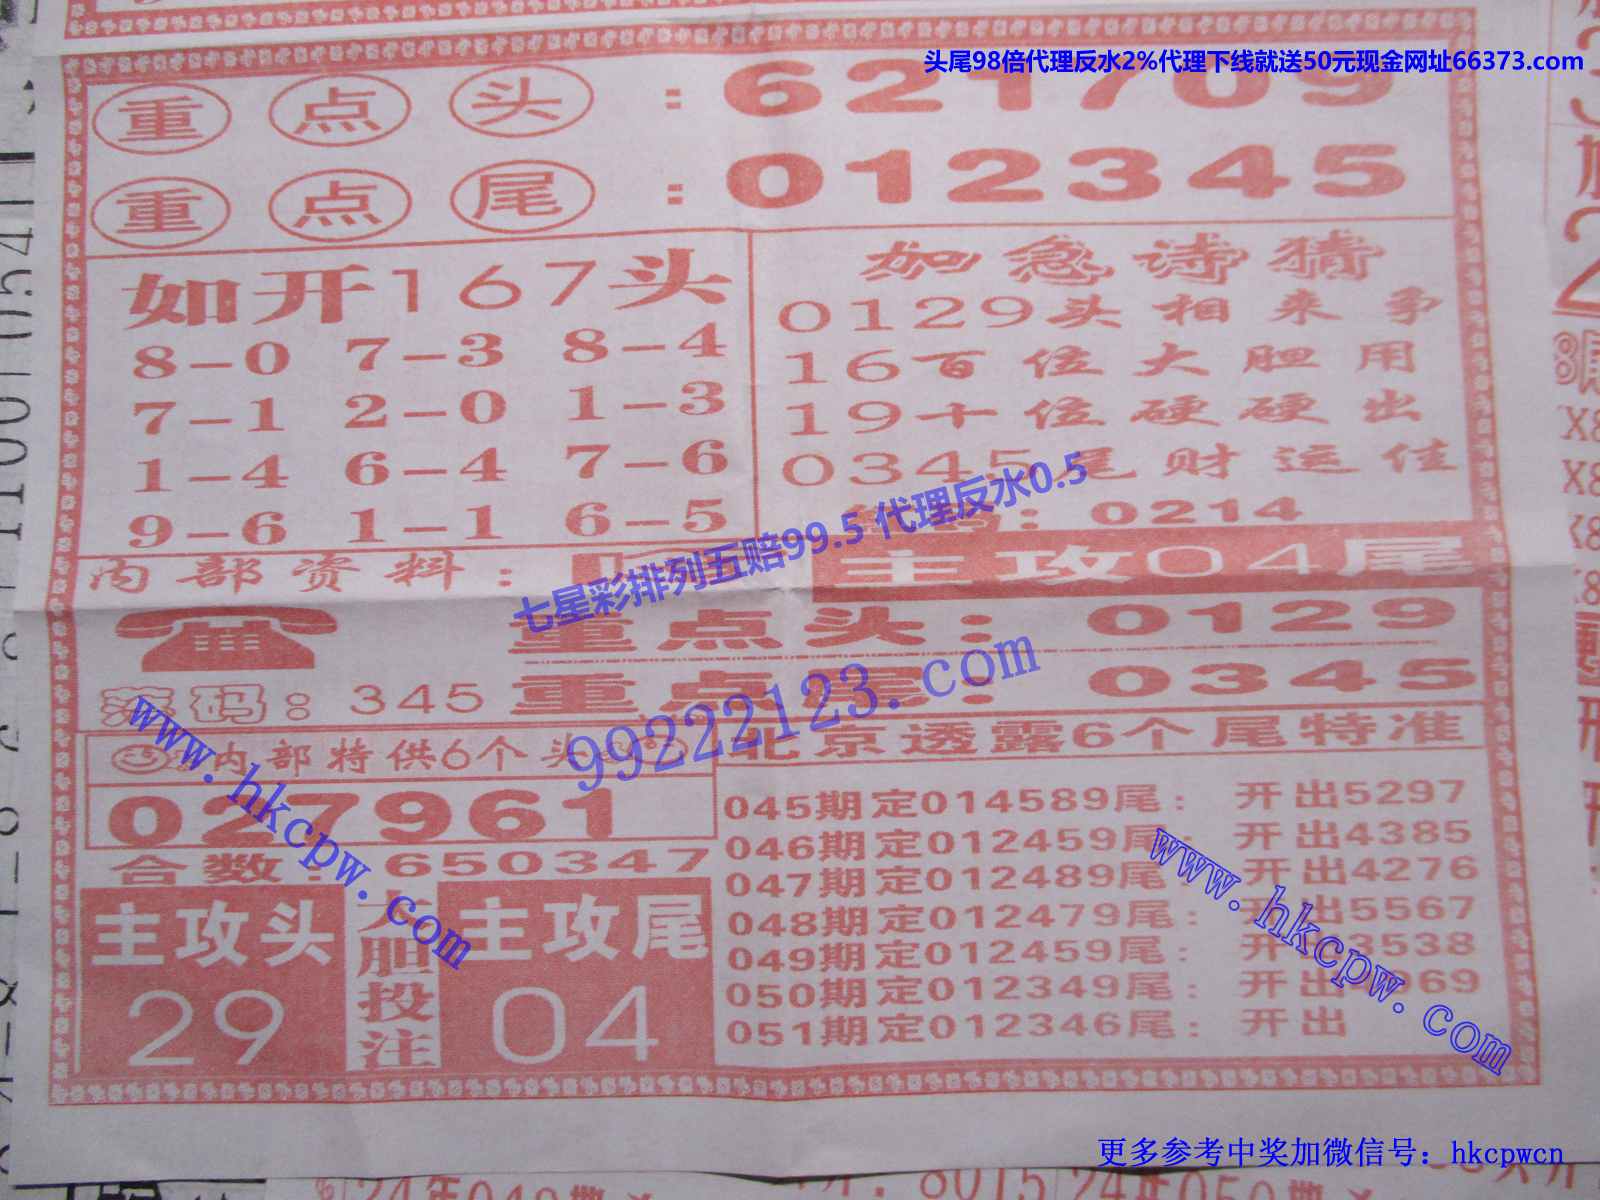 头尾98倍代理反水2%代理下线就送50元现金网址66373.com
重点头：621709
重点尾：012345
如开167头
8-0 7-3 8-4
7-1 2-0 1-3
1-4 6-4 7-6
9-6 1-1 6-5
加急诗猜
0129头相来争
16百位大胆用
19十位硬硬出
0345尾财运佳
：0214
七星彩排列五赔99.5 代理反水0.5
内部资料：
主攻04尾
重点头：0129
码：345
重点尾：0345
99222123.com
www.hkcpw.com
内部特供6个头
027961
合数：650347
主攻头
29
大胆投注
主攻尾
04
北京透露6个尾特准
045期定014589尾：开出5297
046期定012459尾：开出4385
047期定012489尾：开出4276
048期定012479尾：开出5567
049期定012459尾：开出3538
050期定012349尾：开出 969
051期定012346尾：开出
www.hkcpw.com
更多参考中奖加微信号：hkcpwcn